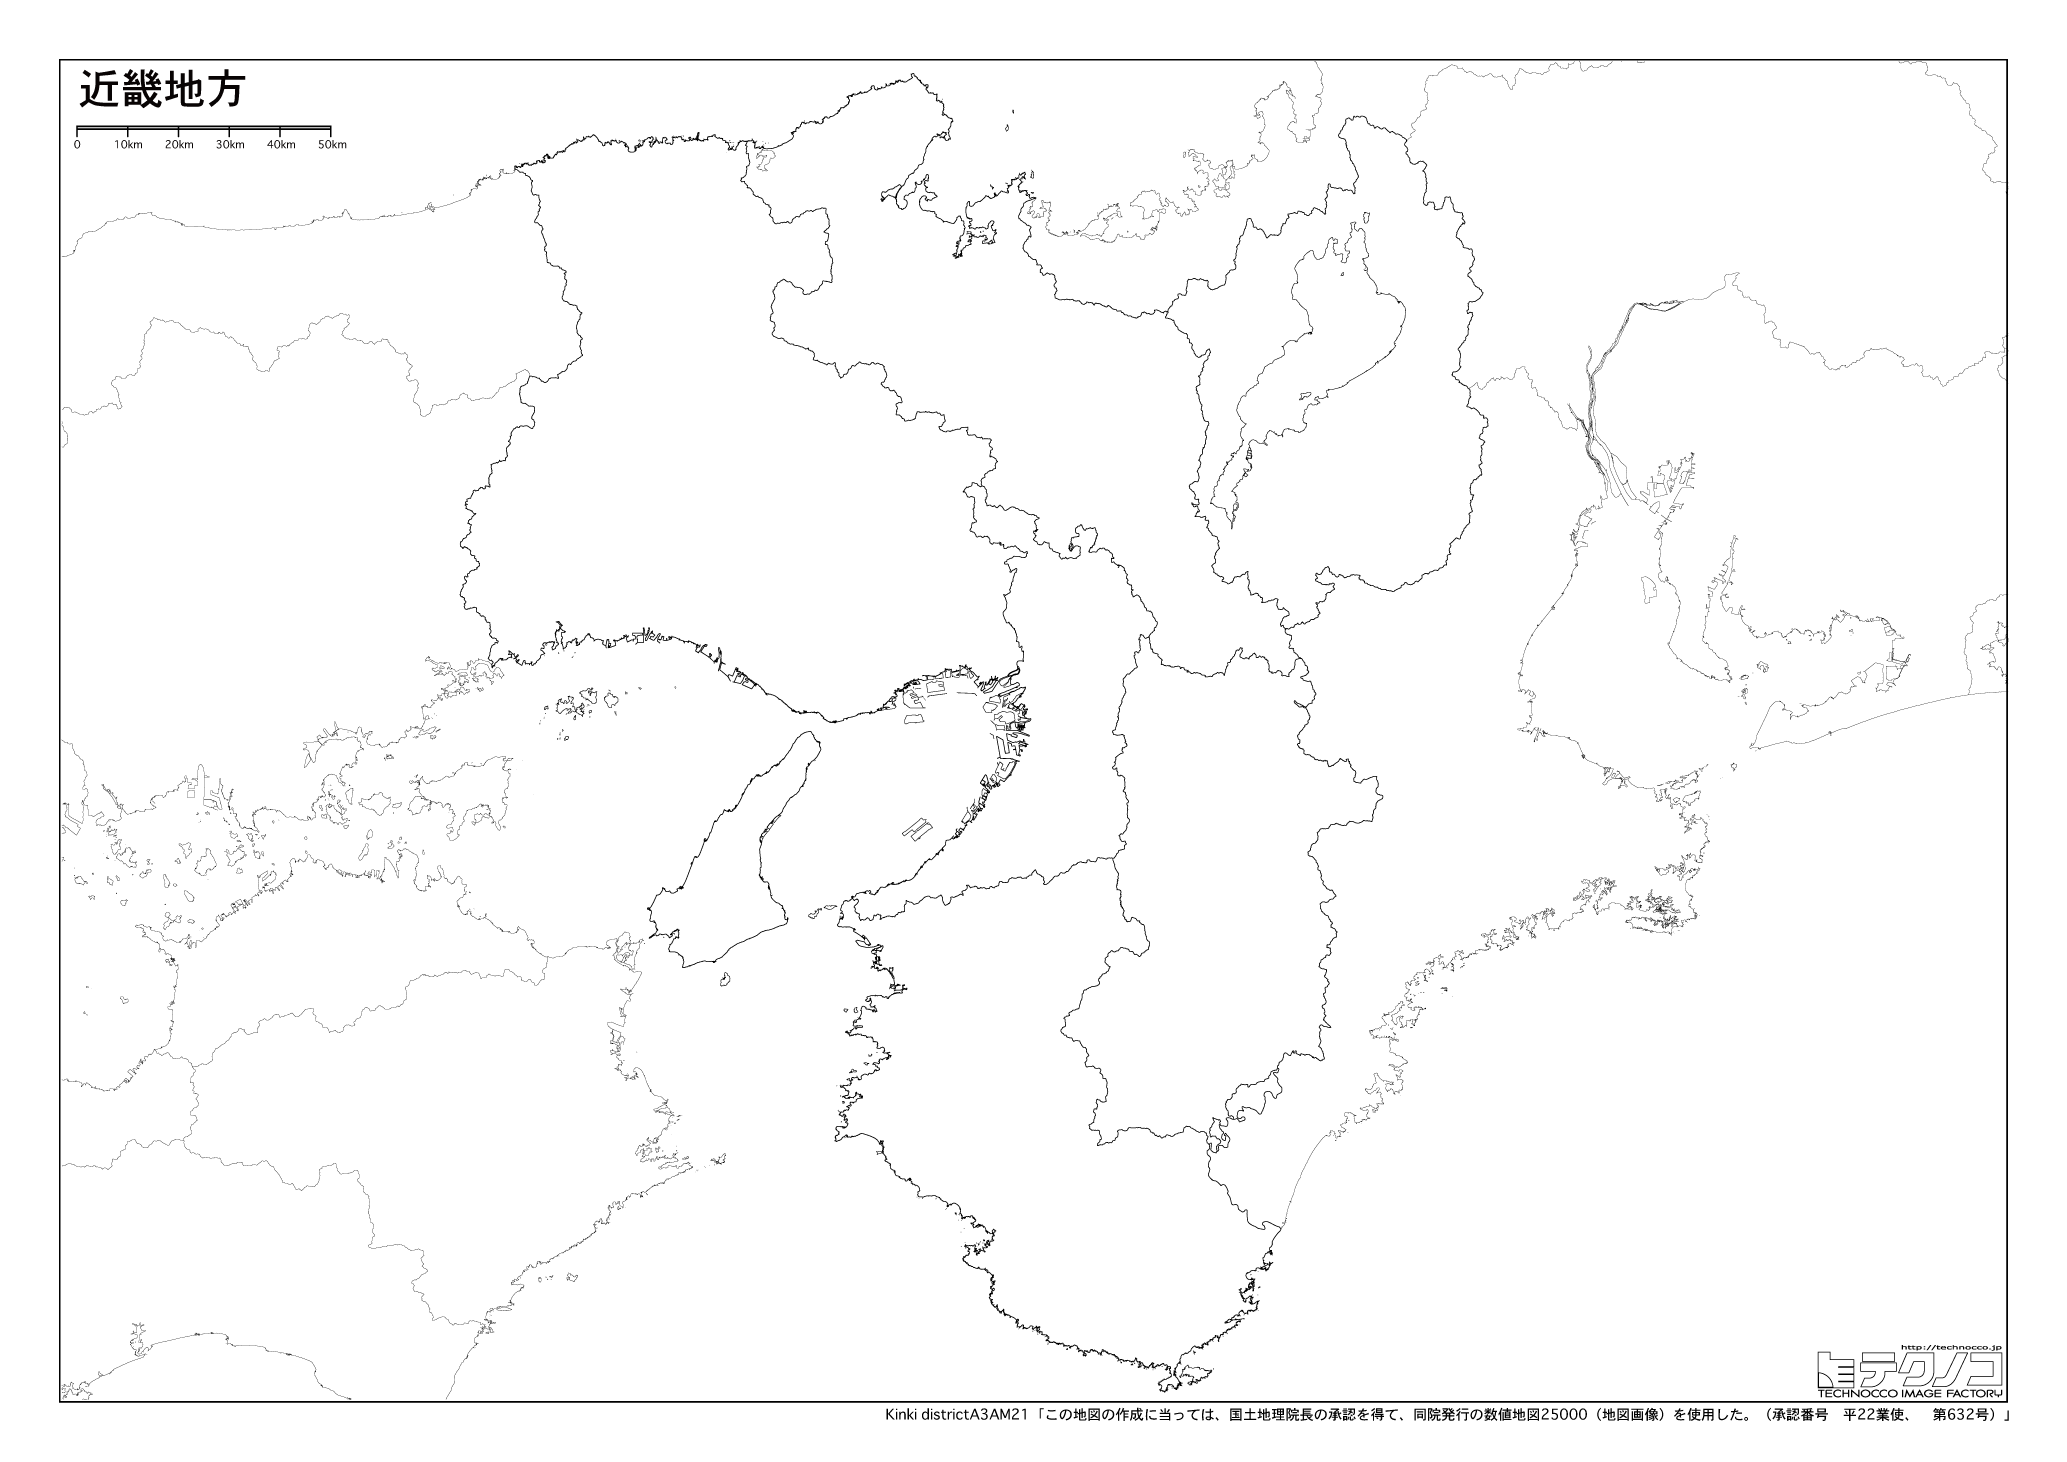 近畿地方
0 10km 20km 30km 40km 50km
http://technocco.jp
テクノコ
TECHNOCCO IMAGE FACTORY
Kinki districtA3AM21「この地図の作成に当っては、国土地理院長の承認を得て、同院発行の数値地図25000（地図画像）を使用した。（承認番号　平22業使、　第632号）」